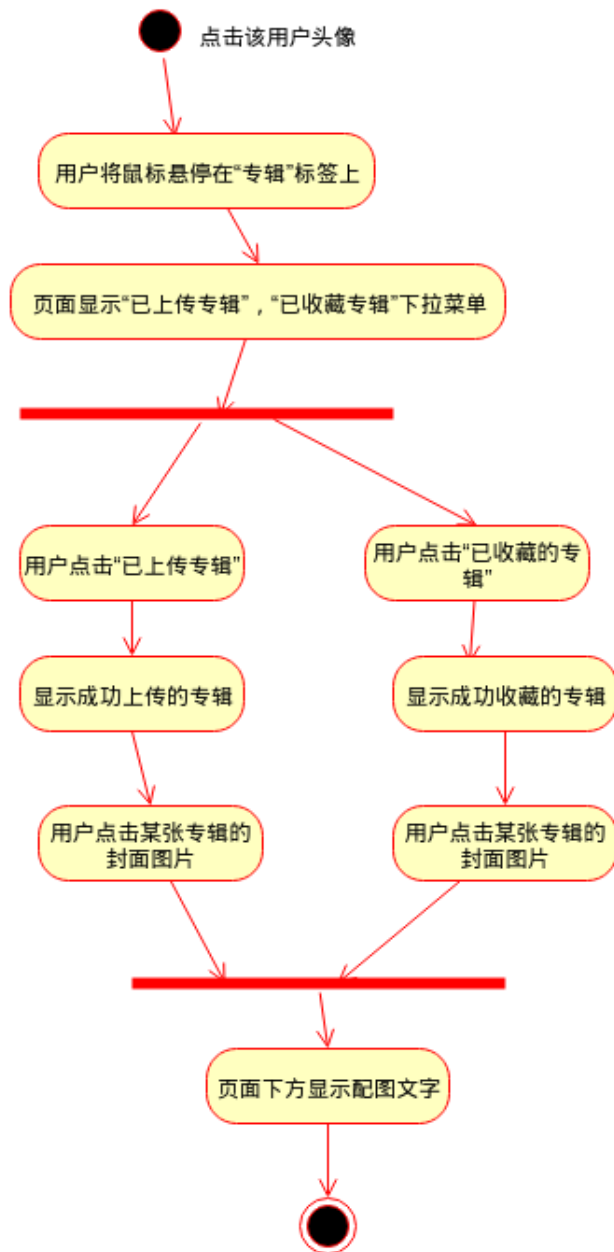 点击该用户头像
用户将鼠标悬停在“专辑”标签上
页面显示“已上传专辑”，“已收藏专辑”下拉菜单
用户点击“已上传专辑”
用户点击“已收藏的专
辑”
显示成功上传的专辑
显示成功收藏的专辑
用户点击某张专辑的
封面图片
用户点击某张专辑的
封面图片
页面下方显示配图文字